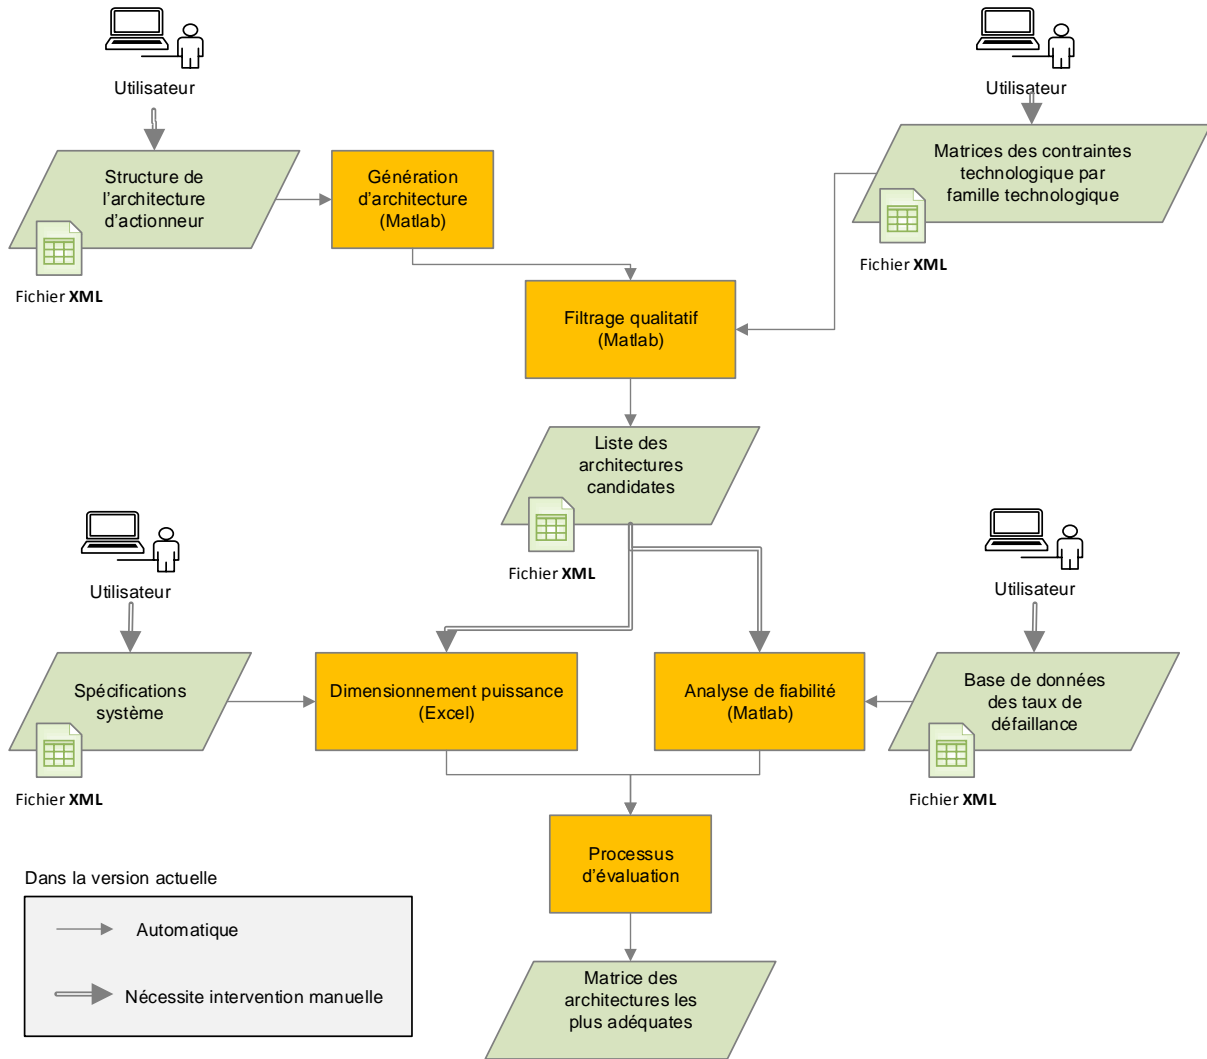 Utilisateur
Utilisateur
Structure de
l'architecture
d'actionneur
Fichier XML
Génération
d'architecture
(Matlab)
Matrices des contraintes
technologique par
famille technologique
Fichier XML
Filtrage qualitatif
(Matlab)
Liste des
architectures
candidates
Fichier XML
Utilisateur
Utilisateur
Spécifications
système
Fichier XML
Dimensionnement puissance
(Excel)
Analyse de fiabilité
(Matlab)
Base de données
des taux de
défaillance
Fichier XML
Processus
d'évaluation
Dans la version actuelle
Automatique
Nécessite intervention manuelle
Matrice des
architectures les
plus adéquates